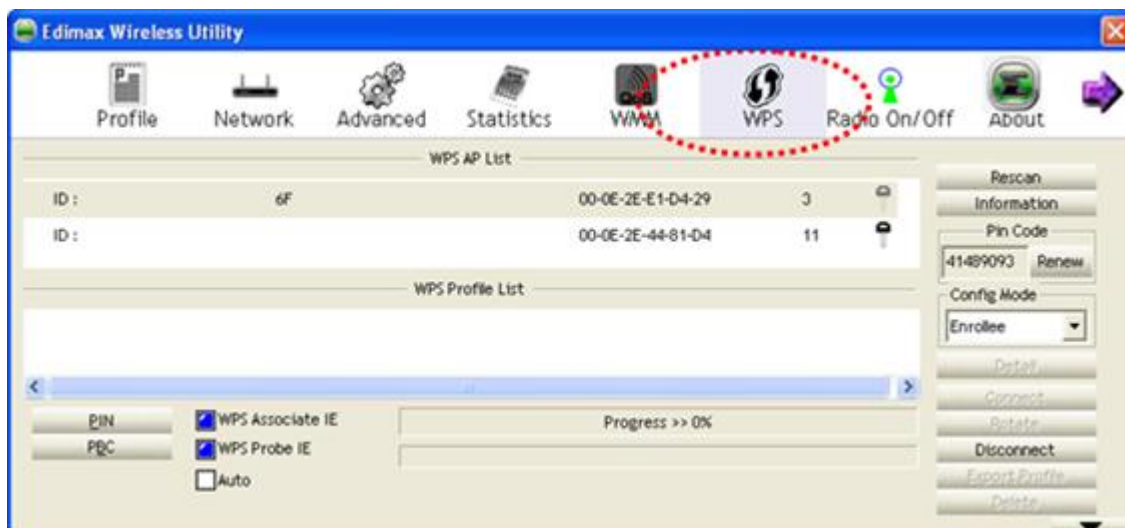 Edimax Wireless Utility
Profile Network Advanced Statistics WMM WPS Radio On/Off About
WPS AP List
ID : 6F 00-0E-2E-E1-D4-29 3
ID : 00-0E-2E-44-81-D4 11
Rescan
Information
Pin Code
41489093 Renew
WPS Profile List
Config Mode
Enrollee
Detail
Connect
Rotate
Disconnect
Export Profile
Delete
PIN WPS Associate IE Progress >> 0%
PBC WPS Probe IE
Auto